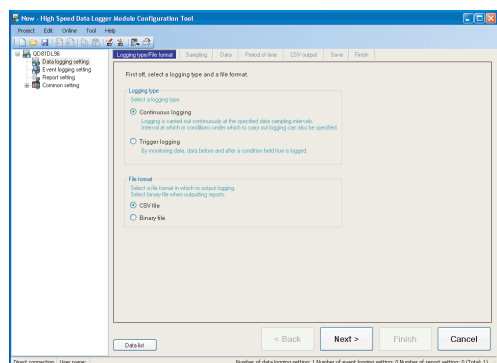 New - High Speed Data Logger Module Configuration Tool
Project Edit Online Tool Help
QD81DL96
Data logging setting
Event logging setting
Report setting
Common setting
Logging type/File format Sampling Data Period of time CSV output Save Finish
First off, select a logging type and a file format.
Logging type
Select a logging type
Continuous logging
Logging is carried out continuously at the specified data sampling intervals.
Interval at which or conditions under which to carry out logging can also be specified.
Trigger logging
By monitoring data, data before and after a condition held true is logged.
File format
Select a file format in which to output logging.
Select binary file when outputting reports.
CSV file
Binary file
Data list
< Back Next > Finish Cancel
Direct connection User name: Number of data logging setting: 1 Number of event logging setting: 0 Number of report setting: 0 (Total: 1)